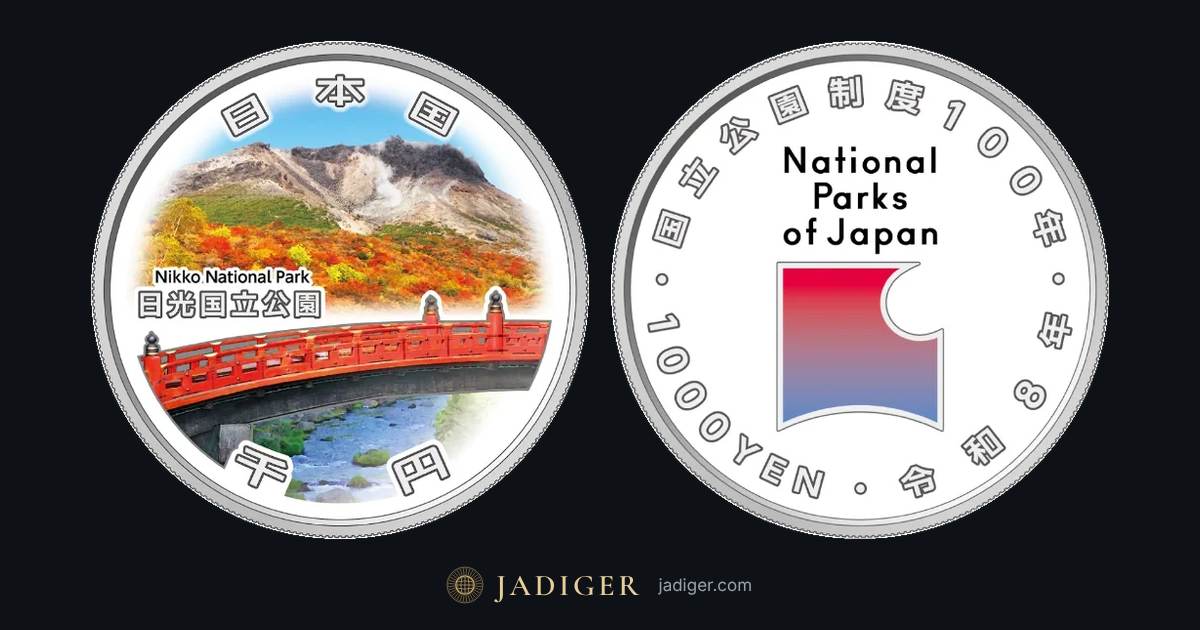 日本国
Nikko National Park
日光国立公園
千円
国立公園制度100年
National
Parks
of Japan
1000YEN
令和8年
JADIGER
jadiger.com